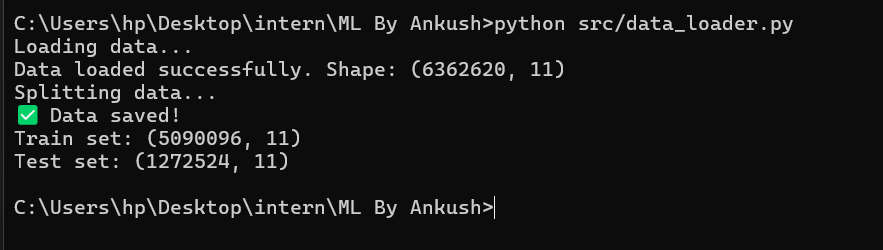 C:\Users\hp\Desktop\intern\ML By Ankush>python src/data_loader.py
Loading data...
Data loaded successfully. Shape: (6362620, 11)
Splitting data...
✅ Data saved!
Train set: (5090096, 11)
Test set: (1272524, 11)
C:\Users\hp\Desktop\intern\ML By Ankush>